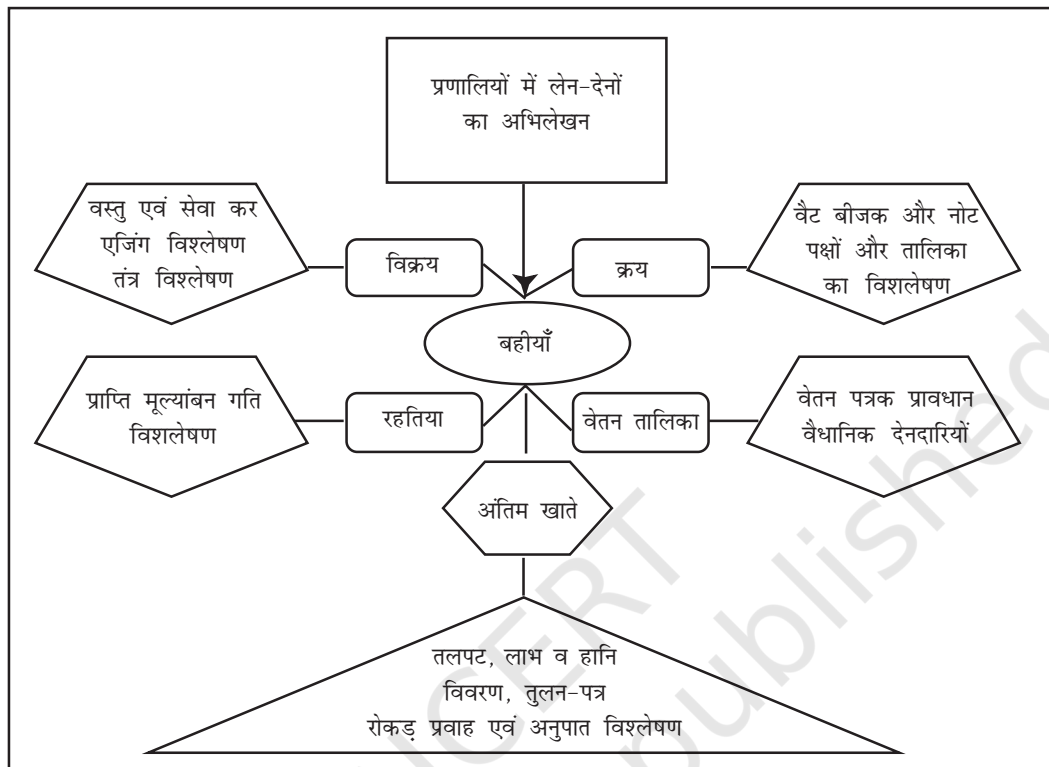 प्रणालियों में लेन-देनों
का अभिलेखन
वस्तु एवं सेवा कर
एजिंग विश्लेषण
तंत्र विश्लेषण
विक्रय
क्रय
वैट बीजक और नोट
पक्षों और तालिका
का विशलेषण
बहीयाँ
प्राप्ति मूल्यांबन गति
विशलेषण
रहतिया
वेतन तालिका
वेतन पत्रक प्रावधान
वैधानिक देनदारियों
अंतिम खाते
तलपट, लाभ व हानि
विवरण, तुलन-पत्र
रोकड़ प्रवाह एवं अनुपात विश्लेषण
NCERT
published